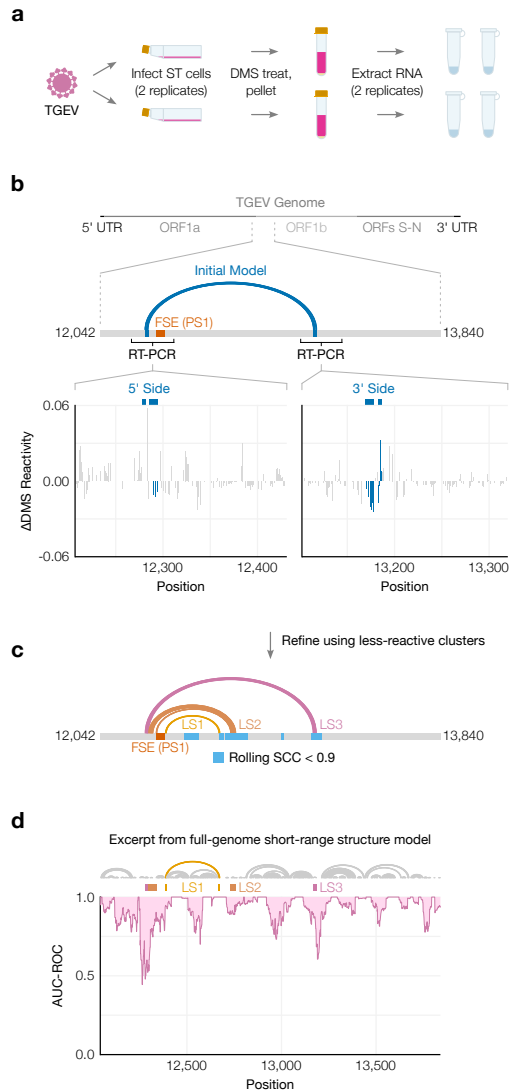 a
TGEV
Infect ST cells
(2 replicates)
DMS treat,
pellet
Extract RNA
(2 replicates)
b
TGEV Genome
5' UTR ORF1a ORF1b ORFs S-N 3' UTR
Initial Model
12,042 FSE (PS1) 13,840
RT-PCR RT-PCR
5' Side 3' Side
0.06
0.00
-0.06
ΔDMS Reactivity
12,300 12,400 13,200 13,300
Position Position
Refine using less-reactive clusters
c
LS1 LS2 LS3
12,042 13,840
FSE (PS1)
Rolling SCC < 0.9
d
Excerpt from full-genome short-range structure model
LS1 LS2 LS3
1.0
0.5
0.0
AUC-ROC
12,500 13,000 13,500
Position